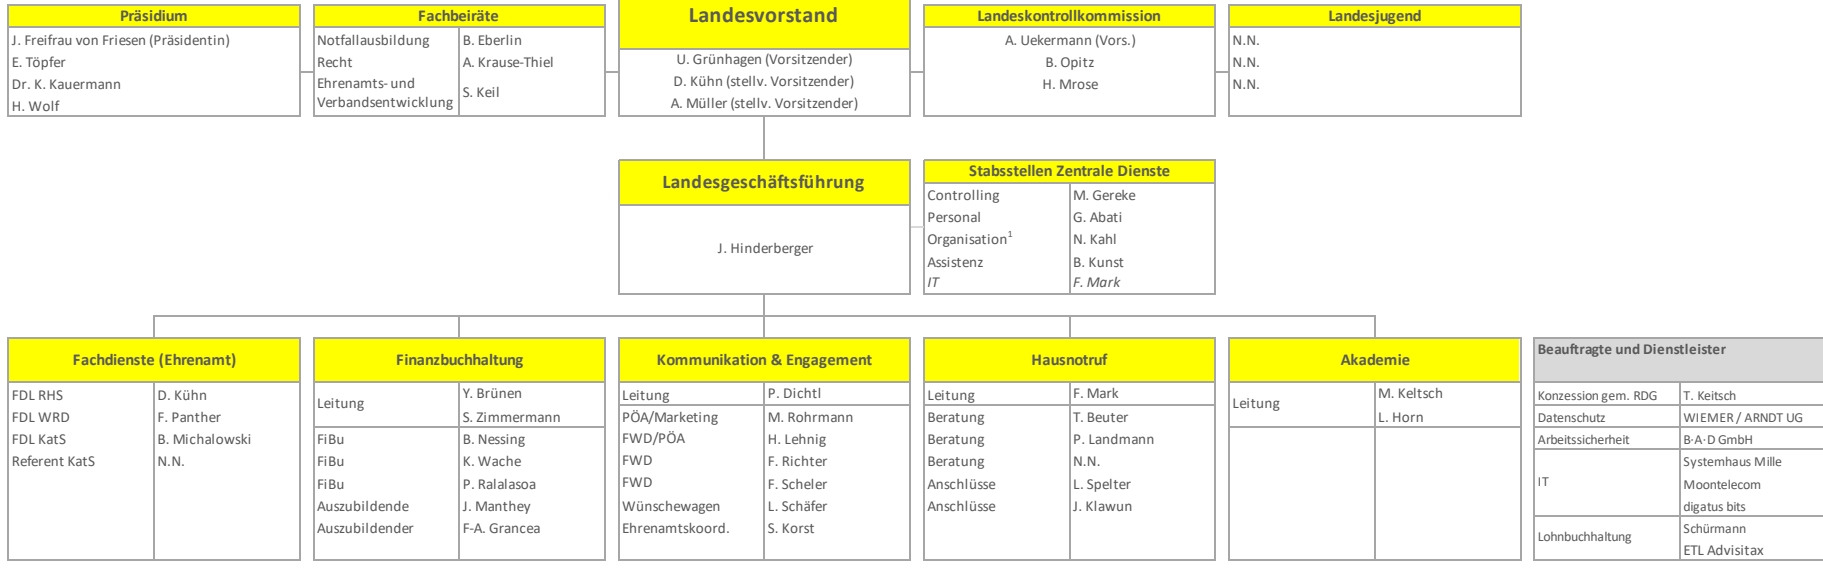 Präsidium
J. Freifrau von Friesen (Präsidentin)
E. Töpfer
Dr. K. Kauermann
H. Wolf
Fachbeiräte
Notfallausbildung B. Eberlin
Recht A. Krause-Thiel
Ehrenamts- und
Verbandsentwicklung S. Keil
Landesvorstand
U. Grünhagen (Vorsitzender)
D. Kühn (stellv. Vorsitzender)
A. Müller (stellv. Vorsitzender)
Landeskontrollkommission
A. Uekermann (Vors.)
B. Opitz
H. Mrose
Landesjugend
N.N.
N.N.
N.N.
Landesgeschäftsführung
J. Hinderberger
Stabsstellen Zentrale Dienste
Controlling M. Gereke
Personal G. Abati
Organisation¹ N. Kahl
Assistenz B. Kunst
IT F. Mark
Fachdienste (Ehrenamt)
FDL RHS D. Kühn
FDL WRD F. Panther
FDL KatS B. Michalowski
Referent KatS N.N.
Finanzbuchhaltung
Leitung Y. Brünen
S. Zimmermann
FiBu B. Nessing
FiBu K. Wache
FiBu P. Ralalasoa
Auszubildende J. Manthey
Auszubildender F-A. Grancea
Kommunikation & Engagement
Leitung P. Dichtl
PÖA/Marketing M. Rohrmann
FWD/PÖA H. Lehnig
FWD F. Richter
FWD F. Scheler
Wünschewagen L. Schäfer
Ehrenamtskoord. S. Korst
Hausnotruf
Leitung F. Mark
Beratung T. Beuter
Beratung P. Landmann
Beratung N.N.
Anschlüsse L. Spelter
Anschlüsse J. Klawun
Akademie
Leitung M. Keltsch
L. Horn
Beauftragte und Dienstleister
Konzession gem. RDG T. Keitsch
Datenschutz WIEMER / ARNDT UG
Arbeitssicherheit B·A·D GmbH
IT Systemhaus Mille
Moontelecom
digatus bits
Lohnbuchhaltung Schürmann
ETL Advisitax